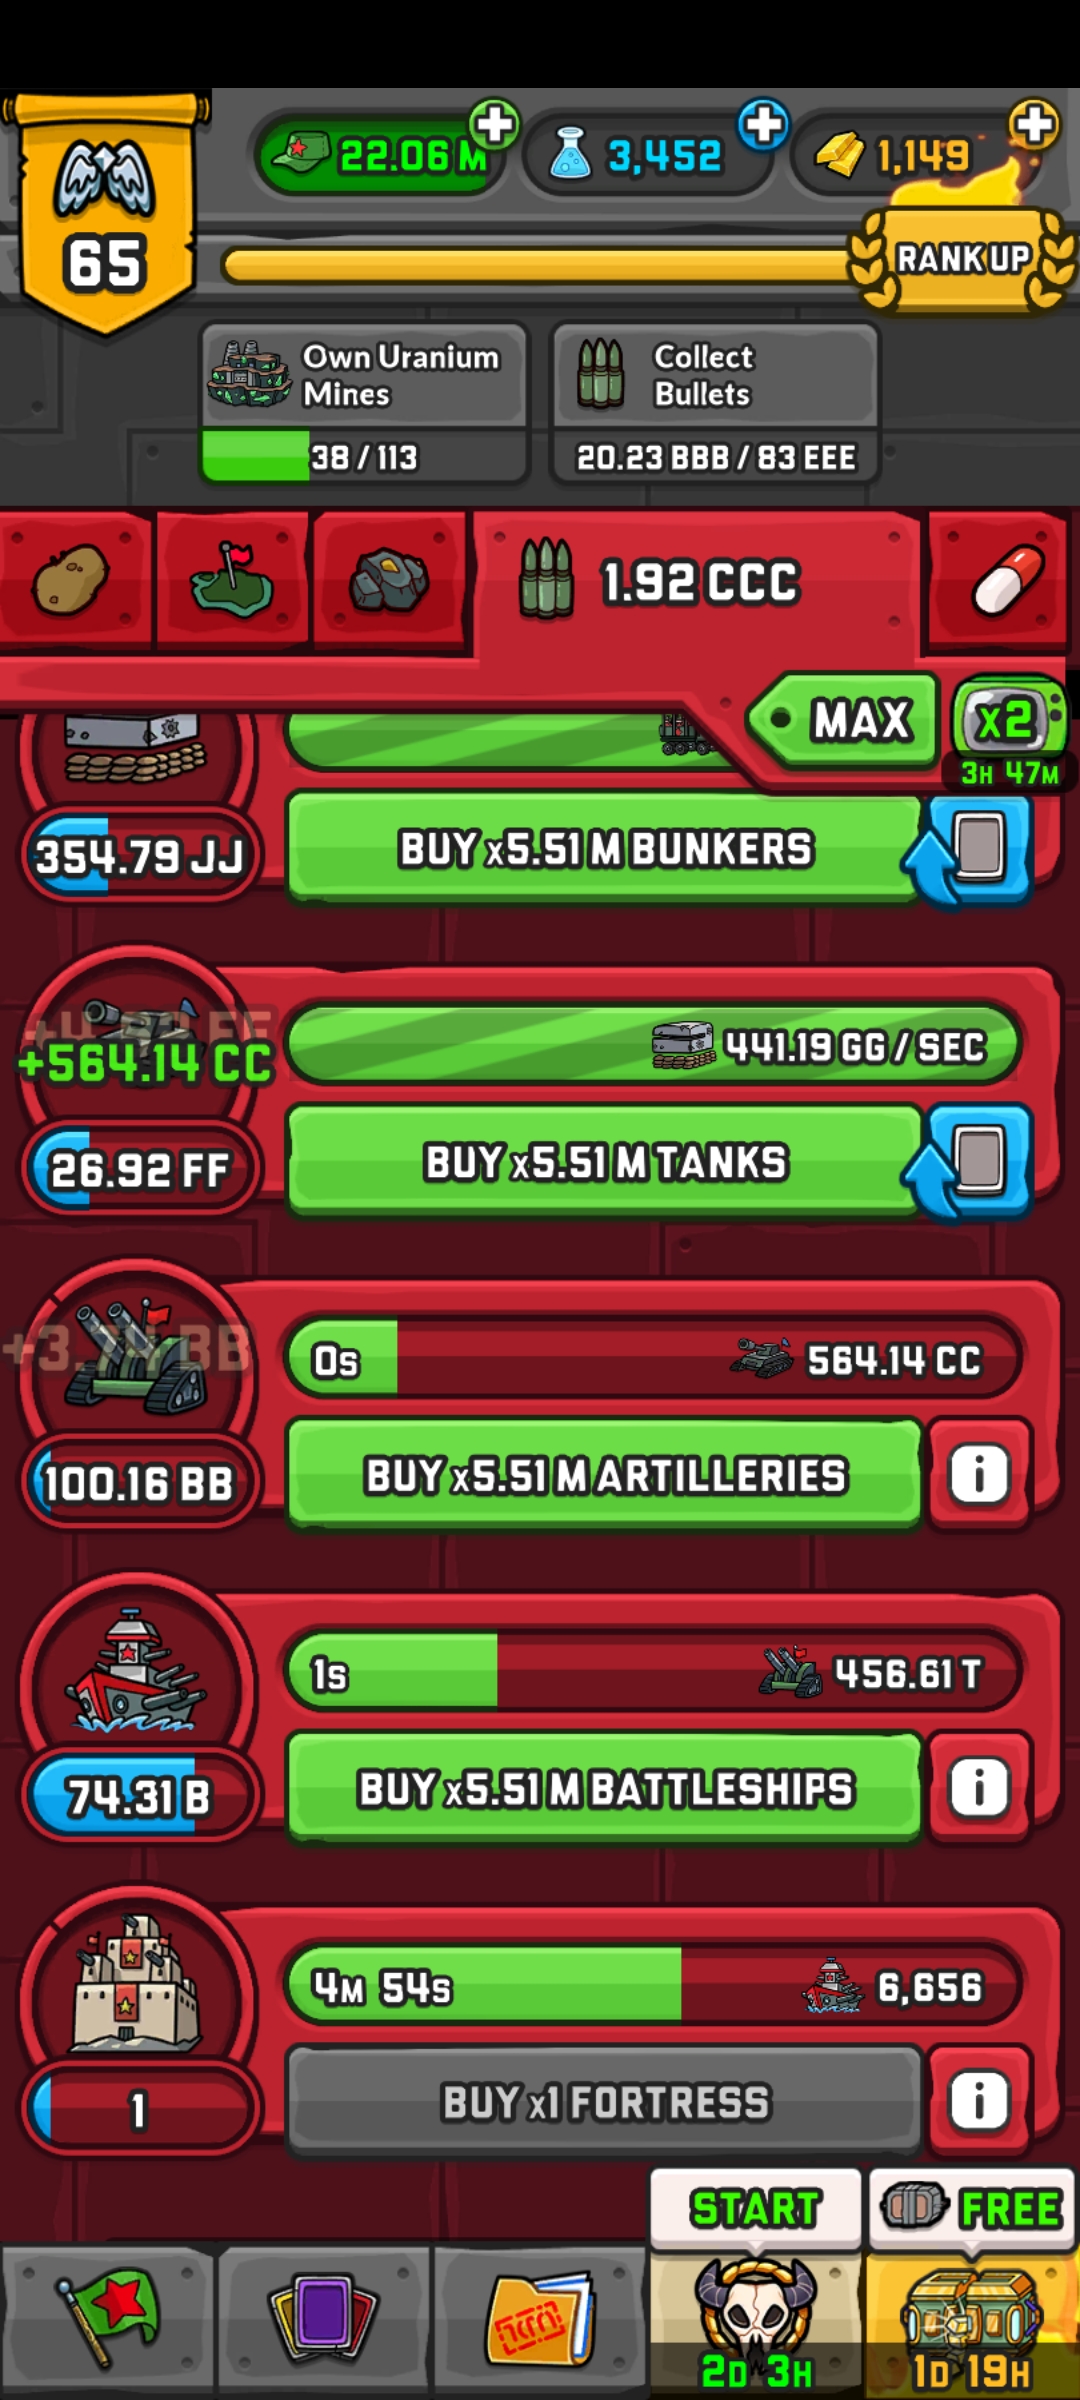 22.06 M
3,452
1,149
65
RANK UP
Own Uranium
Mines
38 / 113
Collect
Bullets
20.23 BBB / 83 EEE
1.92 CCC
MAX
x2
3H 47M
354.79 JJ
BUY x5.51 M BUNKERS
+564.14 CC
441.19 GG / SEC
26.92 FF
BUY x5.51 M TANKS
0s
564.14 CC
100.16 BB
BUY x5.51 M ARTILLERIES
1s
456.61 T
74.31 B
BUY x5.51 M BATTLESHIPS
4M 54s
6,656
1
BUY x1 FORTRESS
START
FREE
2D 3H
1D 19H